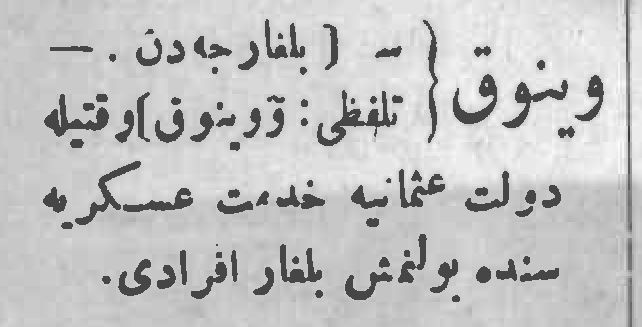 وینوق { – [ بلغارجه‌دن . —
تلفظی : ۋوینوق ] وقتیله
دولت عثمانیه خدمت عسکریه
سنده بولنمش بلغار افرادی .